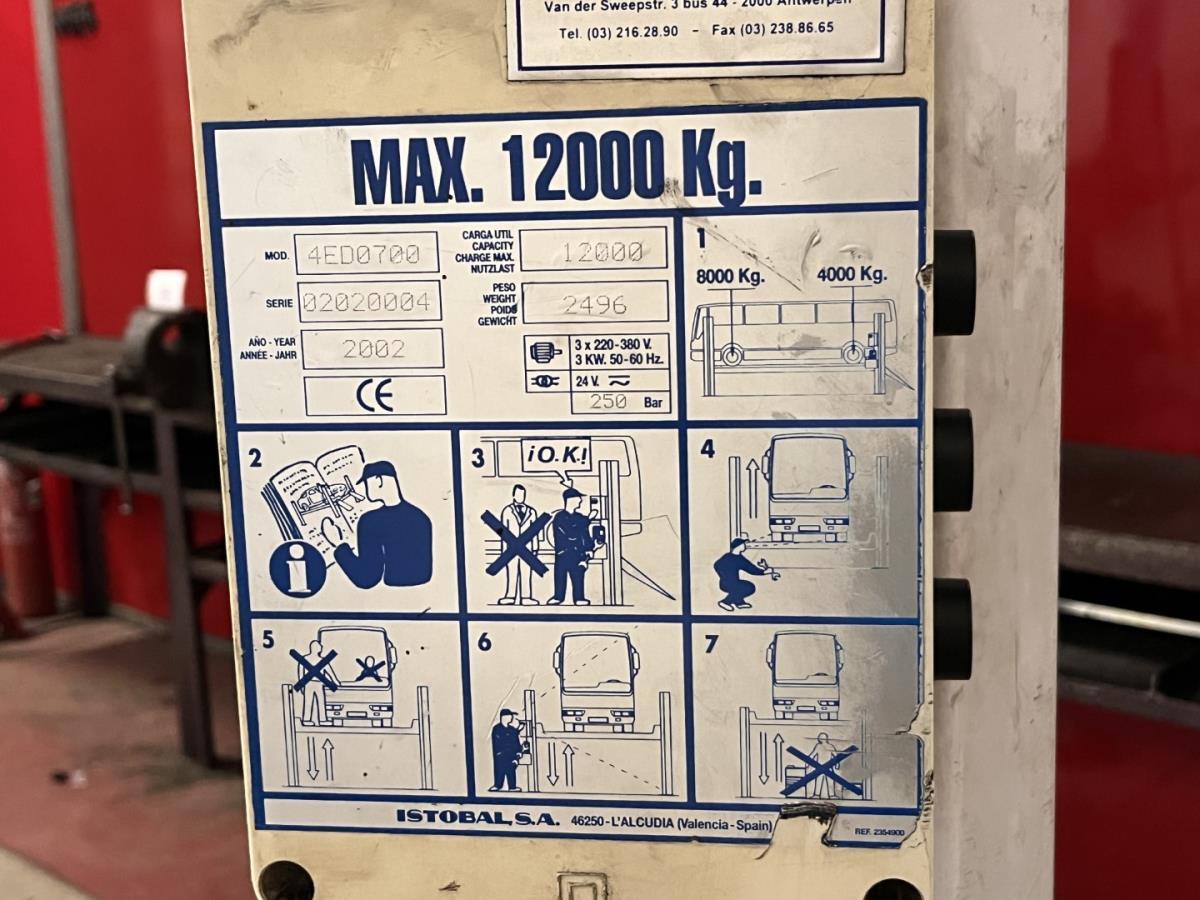 Van der Sweepstr. 3 bus 44 - 2000 Antwerpen
Tel. (03) 216.28.90 - Fax (03) 238.86.65
MAX. 12000 Kg.
MOD. 4ED0700
SERIE 02020004
AÑO - YEAR
ANNÉE - JAHR
2002
CE
CARGA UTIL
CAPACITY
CHARGE MAX.
NUTZLAST
12000
PESO
WEIGHT
POIDS
GEWICHT
2496
3 x 220-380 V.
3 KW. 50-60 Hz.
24 V.
250 Bar
1
8000 Kg. 4000 Kg.
2
i
3
¡O.K.!
4
5
6
7
ISTOBAL, S.A. 46250-L'ALCUDIA (Valencia-Spain)
REF. 2354900